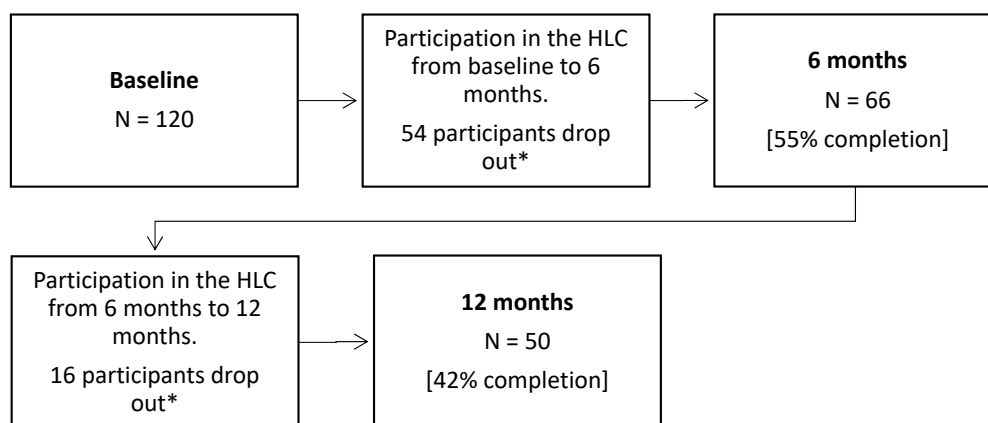 Baseline
N = 120
Participation in the HLC
from baseline to 6
months.
54 participants drop
out*
6 months
N = 66
[55% completion]
Participation in the HLC
from 6 months to 12
months.
16 participants drop
out*
12 months
N = 50
[42% completion]